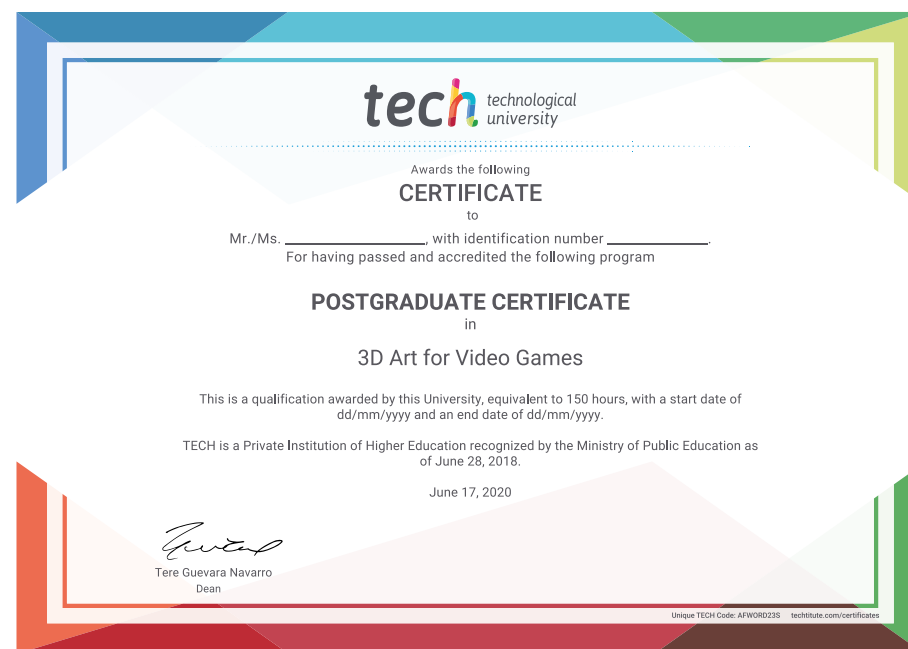 tech technological
university
Awards the following
CERTIFICATE
to
Mr./Ms. ____________________, with identification number ______________.
For having passed and accredited the following program
POSTGRADUATE CERTIFICATE
in
3D Art for Video Games
This is a qualification awarded by this University, equivalent to 150 hours, with a start date of
dd/mm/yyyy and an end date of dd/mm/yyyy.
TECH is a Private Institution of Higher Education recognized by the Ministry of Public Education as
of June 28, 2018.
June 17, 2020
Tere Guevara Navarro
Dean
Unique TECH Code: AFWORD23S techtitute.com/certificates